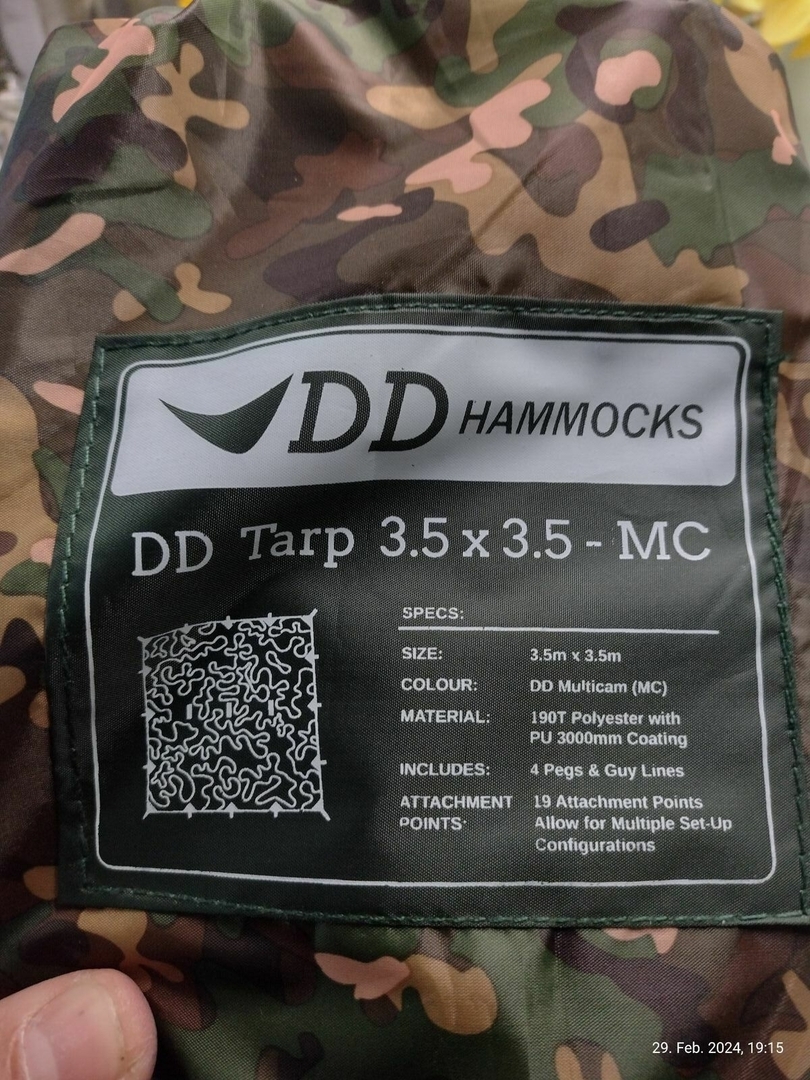 DD HAMMOCKS
DD Tarp 3.5 x 3.5 - MC
SPECS:
SIZE: 3.5m x 3.5m
COLOUR: DD Multicam (MC)
MATERIAL: 190T Polyester with
PU 3000mm Coating
INCLUDES: 4 Pegs & Guy Lines
ATTACHMENT 19 Attachment Points
POINTS: Allow for Multiple Set-Up
Configurations
29. Feb. 2024, 19:15